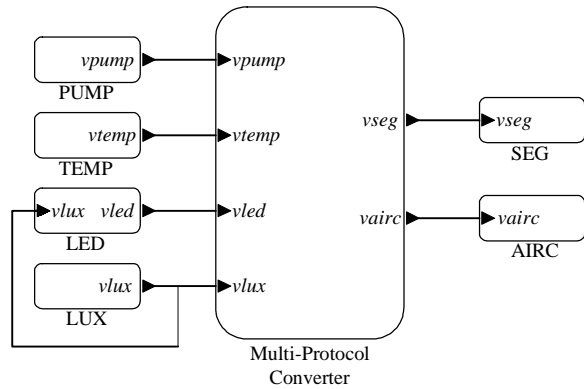 vpump
vpump
PUMP
vtemp
vtemp
TEMP
vseg
vseg
SEG
vlux
vled
vled
LED
vairc
vairc
AIRC
vlux
vlux
LUX
Multi-Protocol
Converter